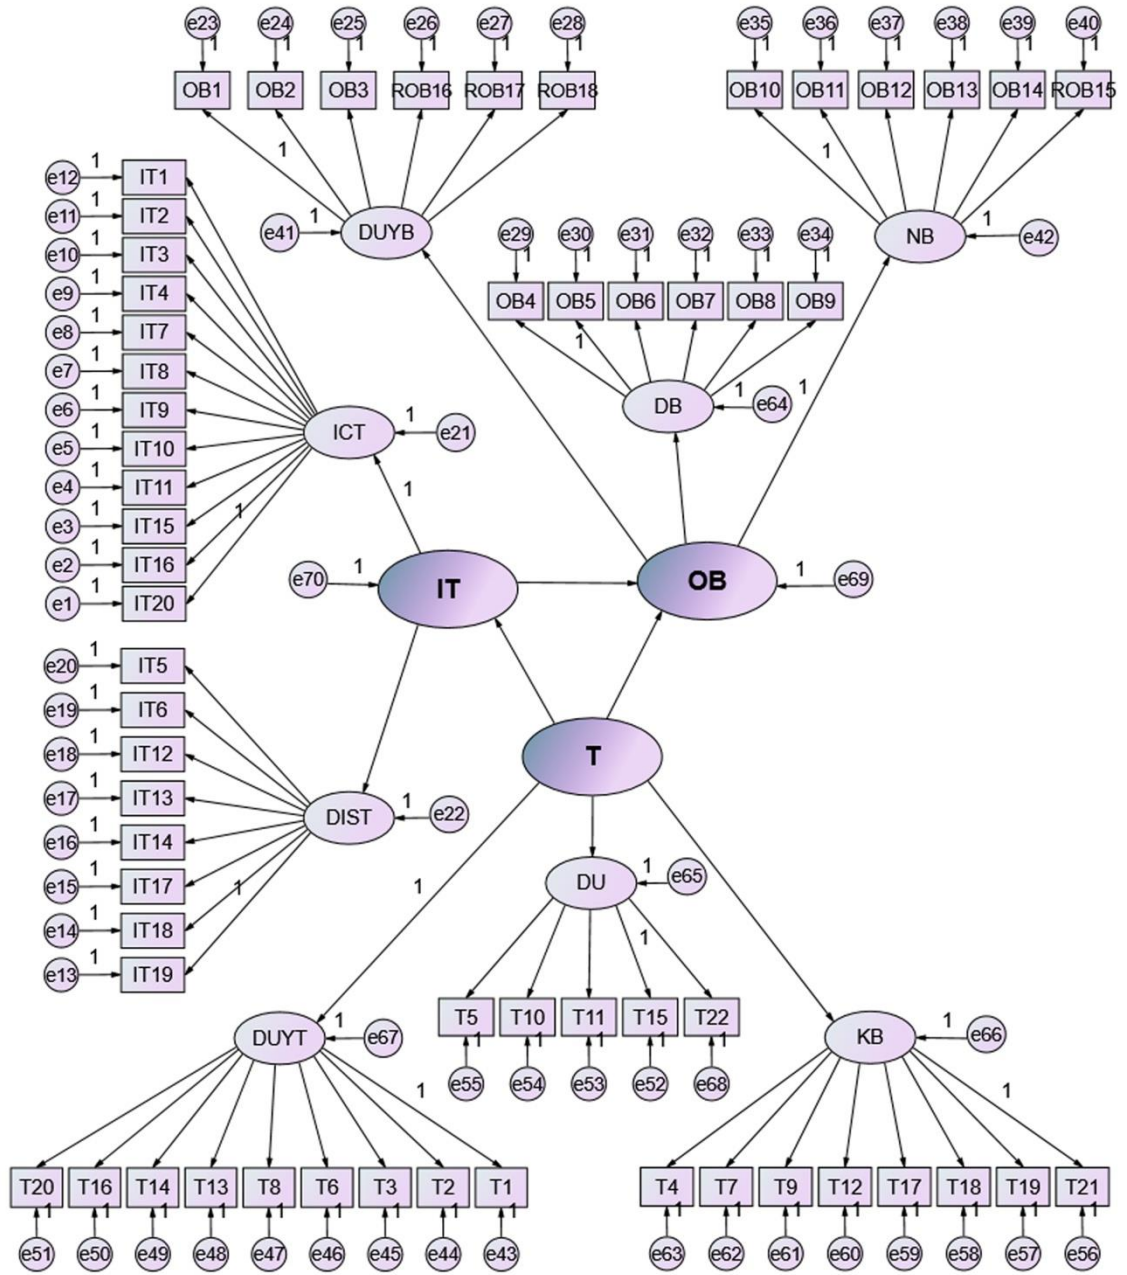 e23 e24 e25 e26 e27 e28
1 1 1 1 1 1
OB1 OB2 OB3 ROB16 ROB17 ROB18
1
e41 1 DUYB
e35 e36 e37 e38 e39 e40
1 1 1 1 1 1
OB10 OB11 OB12 OB13 OB14 ROB15
1
NB 1 e42
e29 e30 e31 e32 e33 e34
1 1 1 1 1 1
OB4 OB5 OB6 OB7 OB8 OB9
1
DB 1 e64 1
e12 1 IT1
e11 1 IT2
e10 1 IT3
e9 1 IT4
e8 1 IT7
e7 1 IT8
e6 1 IT9
e5 1 IT10
e4 1 IT11
e3 1 IT15
e2 1 IT16
e1 1 IT20
1
ICT 1 e21
1
e70 1 IT
OB 1 e69
T
e20 1 IT5
e19 1 IT6
e18 1 IT12
e17 1 IT13
e16 1 IT14
e15 1 IT17
e14 1 IT18
e13 1 IT19
1
DIST 1 e22
1
DU 1 e65
1
T5 T10 T11 T15 T22
1 1 1 1 1
e55 e54 e53 e52 e68
DUYT 1 e67
1
T20 T16 T14 T13 T8 T6 T3 T2 T1
1 1 1 1 1 1 1 1 1
e51 e50 e49 e48 e47 e46 e45 e44 e43
KB 1 e66
1
T4 T7 T9 T12 T17 T18 T19 T21
1 1 1 1 1 1 1 1
e63 e62 e61 e60 e59 e58 e57 e56